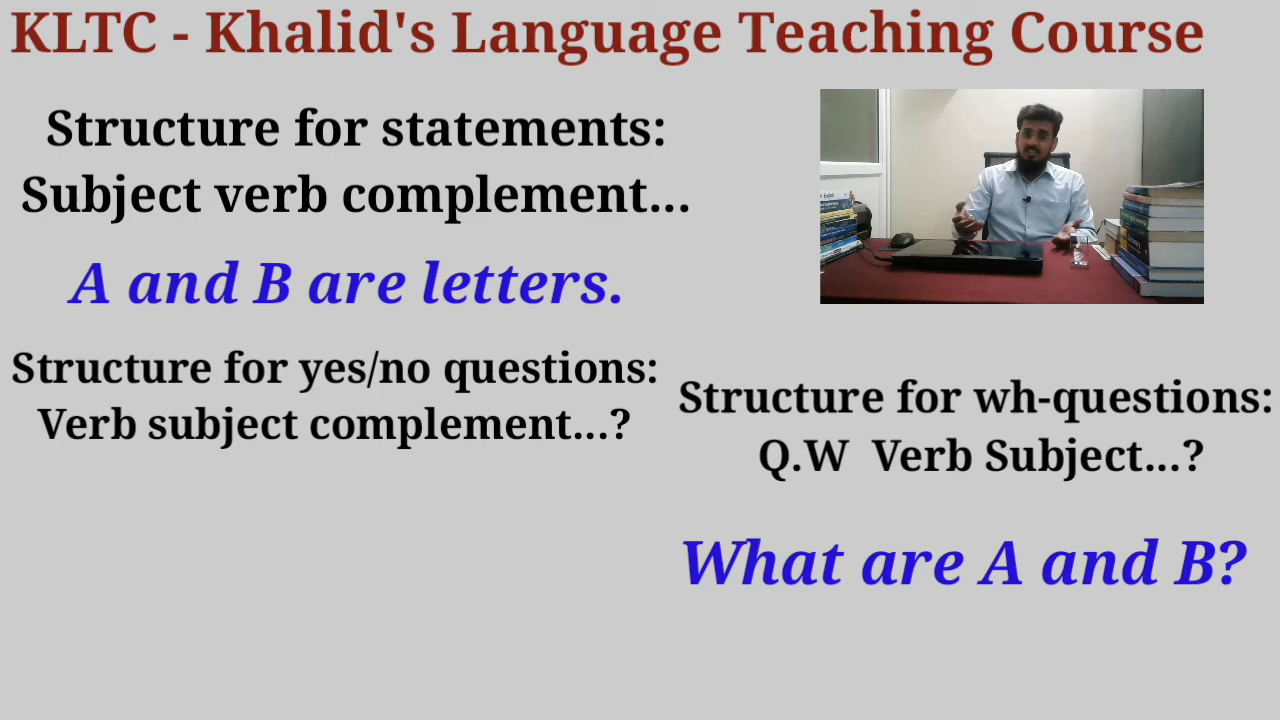 KLTC - Khalid's Language Teaching Course
Structure for statements:
Subject verb complement...
A and B are letters.
Structure for yes/no questions:
Verb subject complement...?
Structure for wh-questions:
Q.W Verb Subject...?
What are A and B?